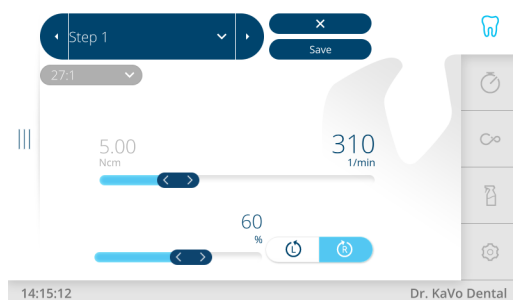 Step 1
×
Save
27:1
5.00
Ncm
310
1/min
60
%
L
R
14:15:12
Dr. KaVo Dental